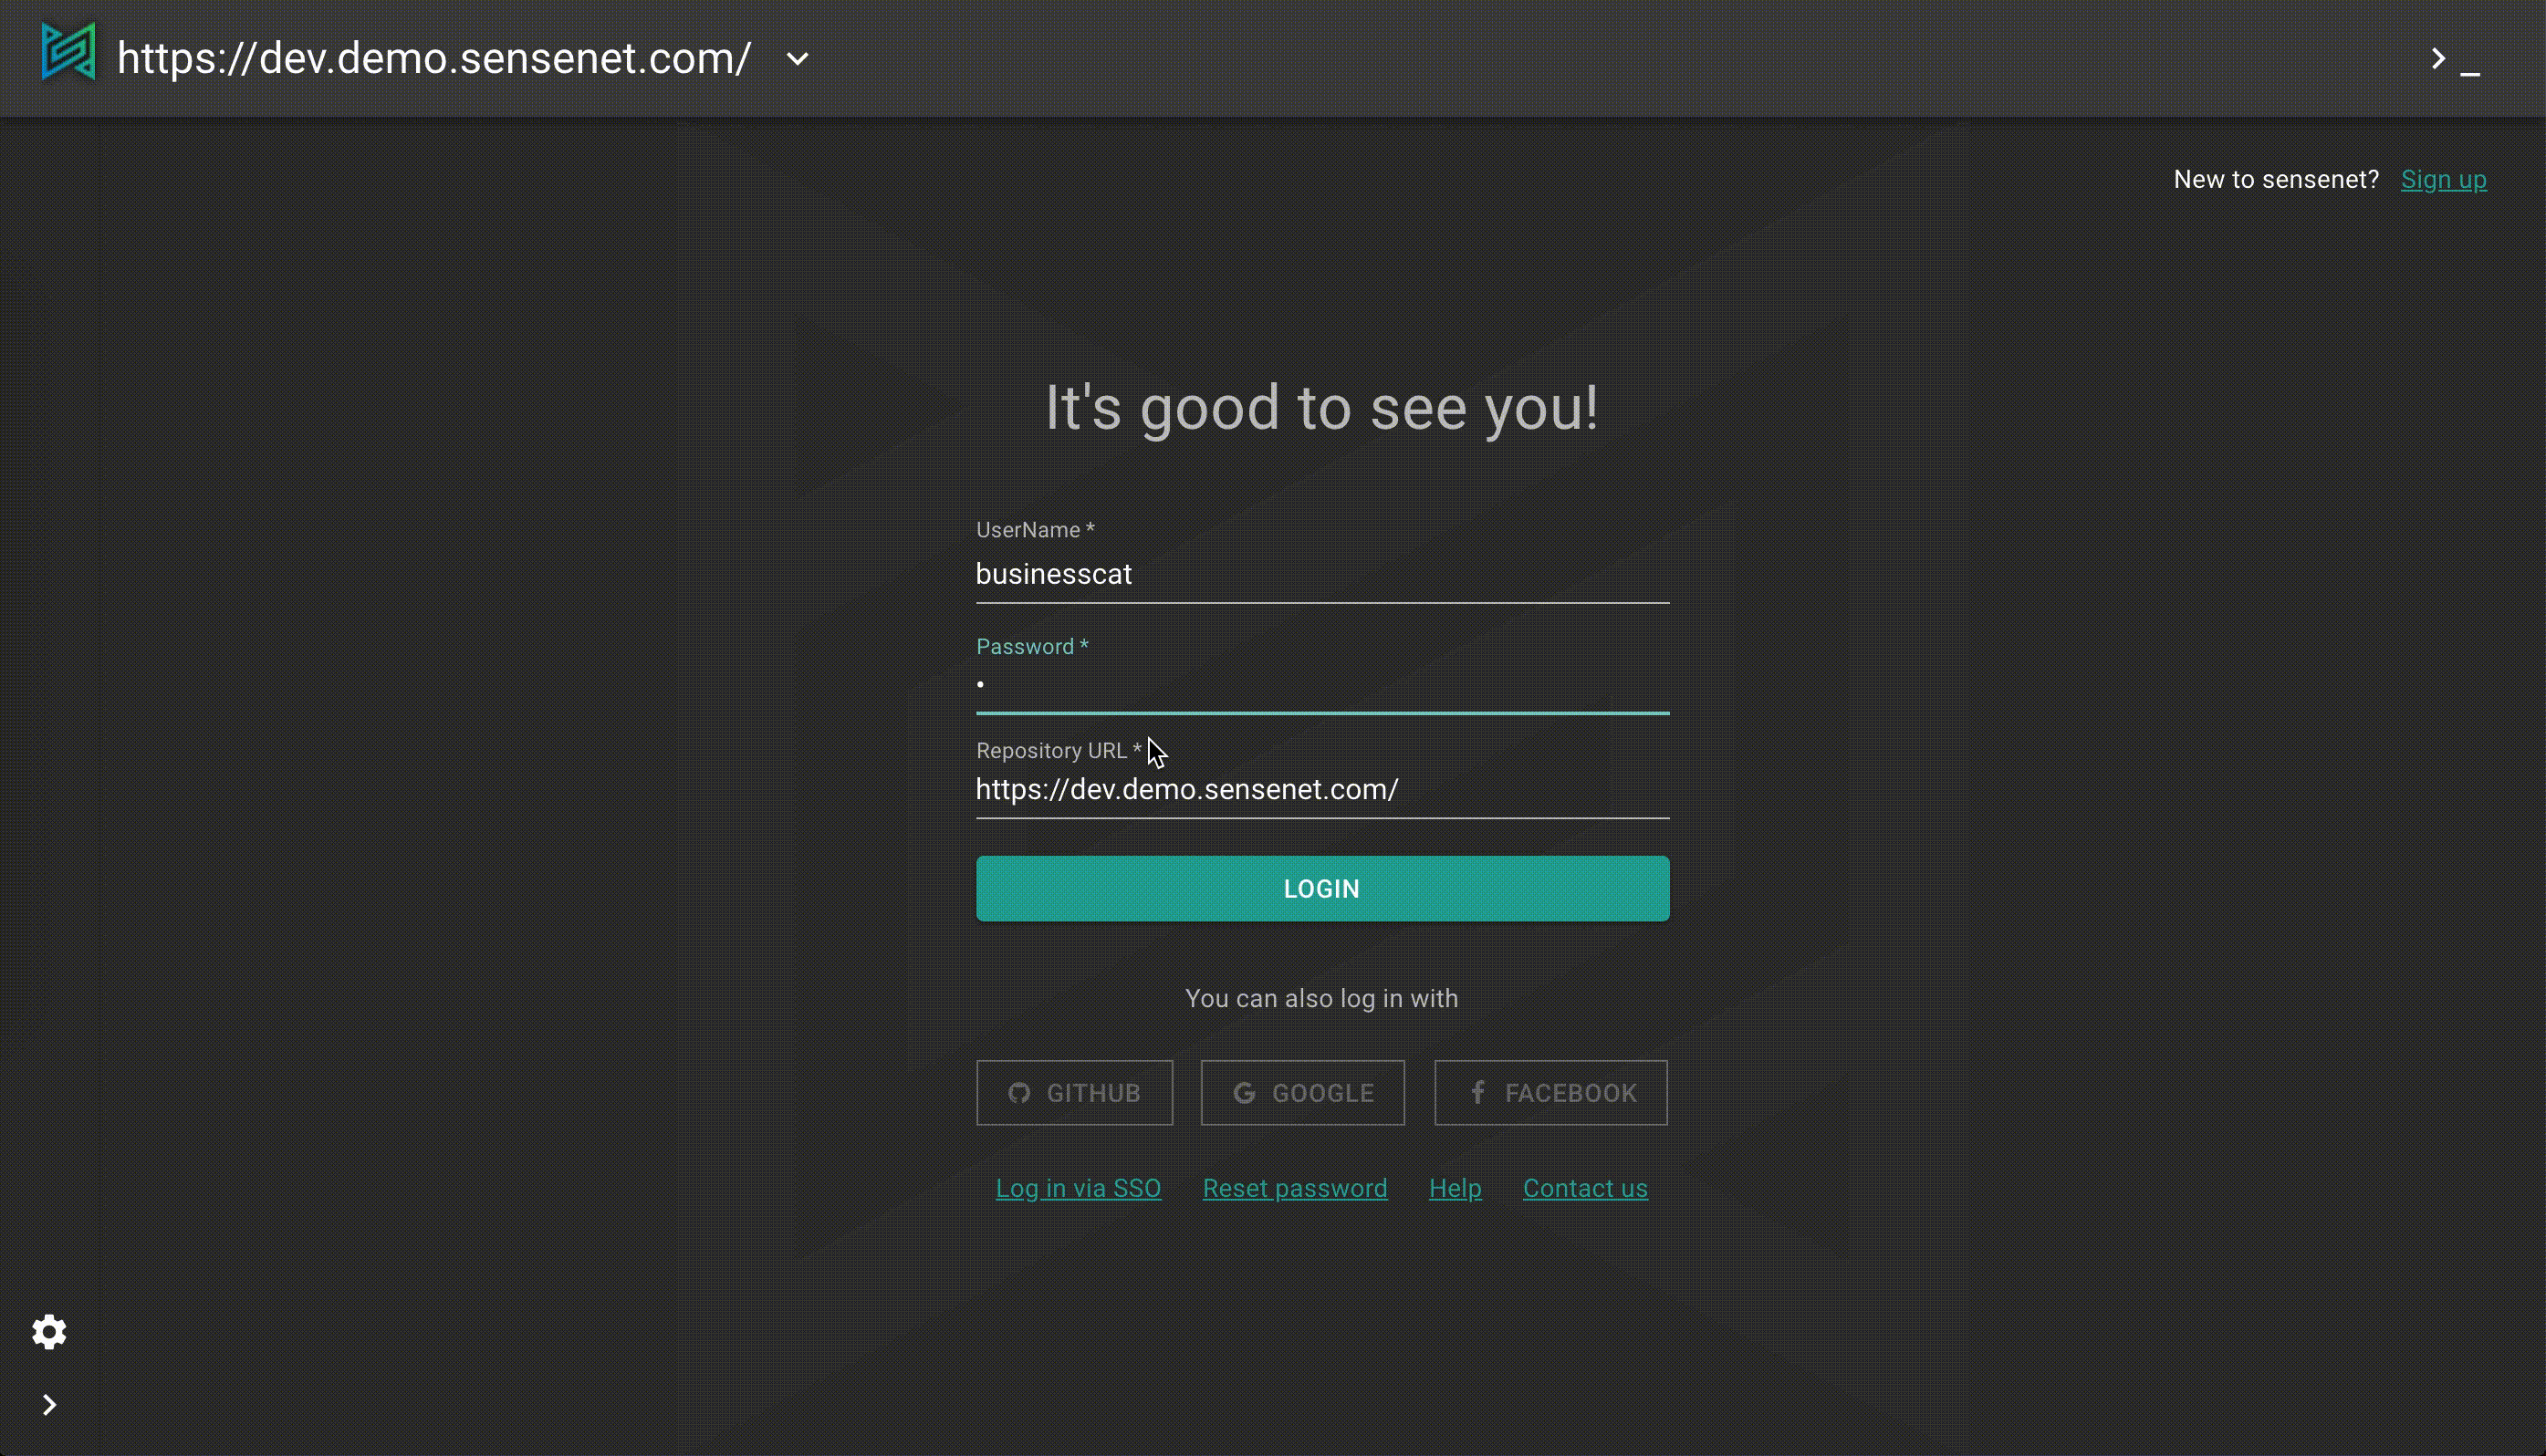 https://dev.demo.sensenet.com/
New to sensenet? Sign up
It's good to see you!
UserName *
businesscat
Password *
•
Repository URL *
https://dev.demo.sensenet.com/
LOGIN
You can also log in with
GITHUB GOOGLE FACEBOOK
Log in via SSO Reset password Help Contact us